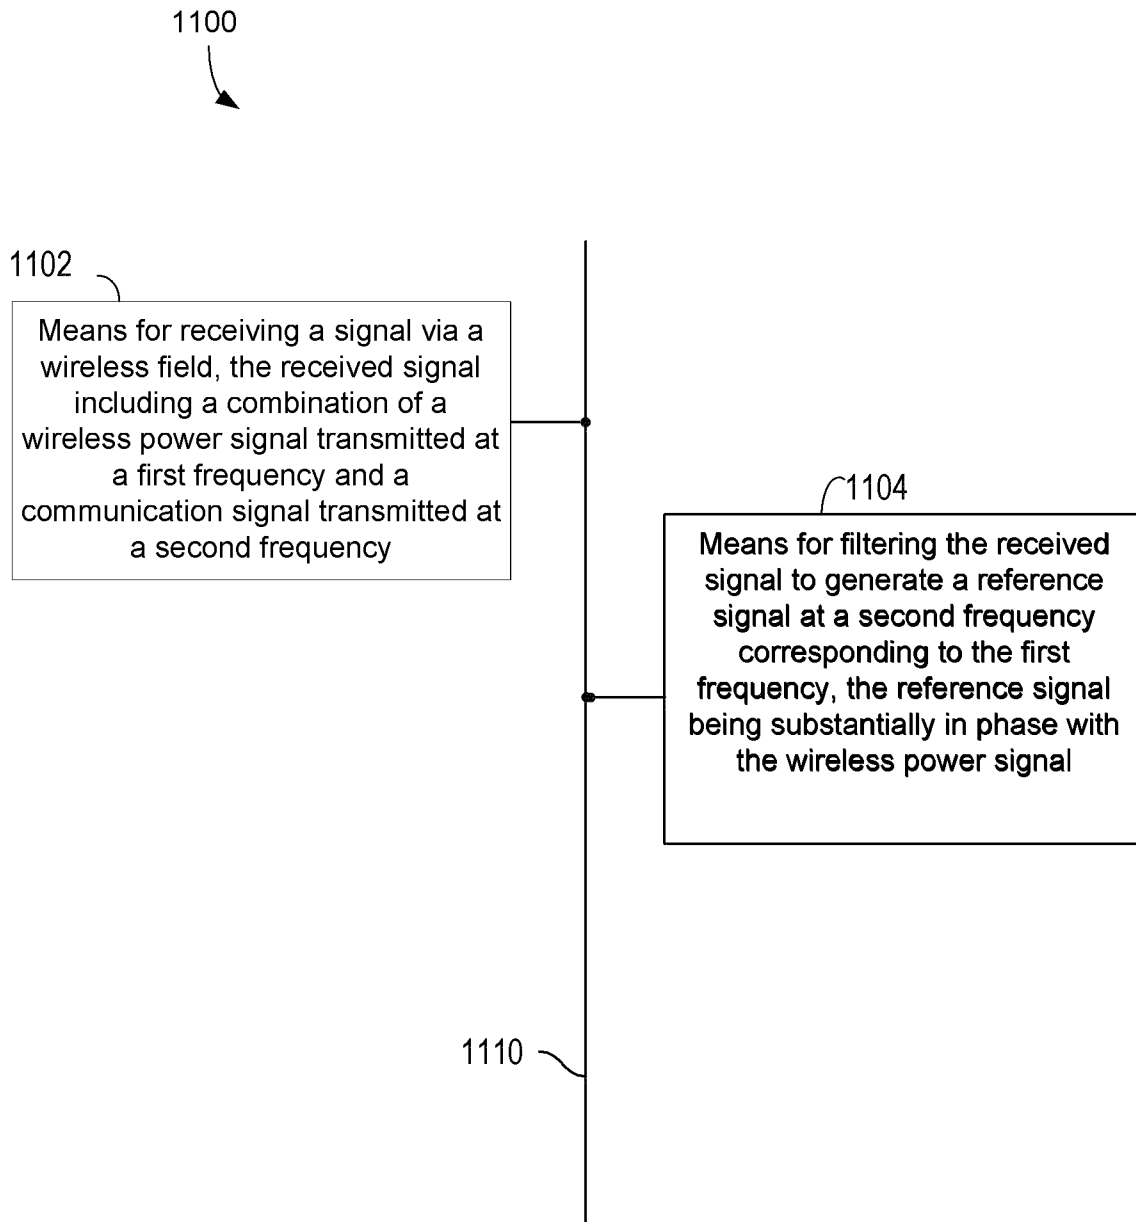 1100
1102
Means for receiving a signal via a
wireless field, the received signal
including a combination of a
wireless power signal transmitted at
a first frequency and a
communication signal transmitted at
a second frequency
1104
Means for filtering the received
signal to generate a reference
signal at a second frequency
corresponding to the first
frequency, the reference signal
being substantially in phase with
the wireless power signal
1110